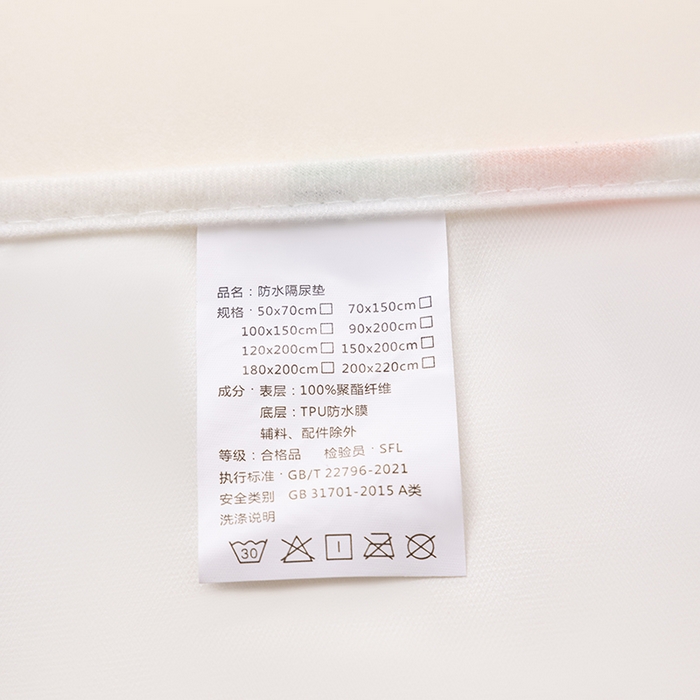 品名：防水隔尿垫
规格：50x70cm□ 70x150cm□
100x150cm□ 90x200cm□
120x200cm□ 150x200cm□
180x200cm□ 200x220cm□
成分：表层：100%聚酯纤维
底层：TPU防水膜
辅料、配件除外
等级：合格品 检验员：SFL
执行标准：GB/T 22796-2021
安全类别 GB 31701-2015 A类
洗涤说明
30